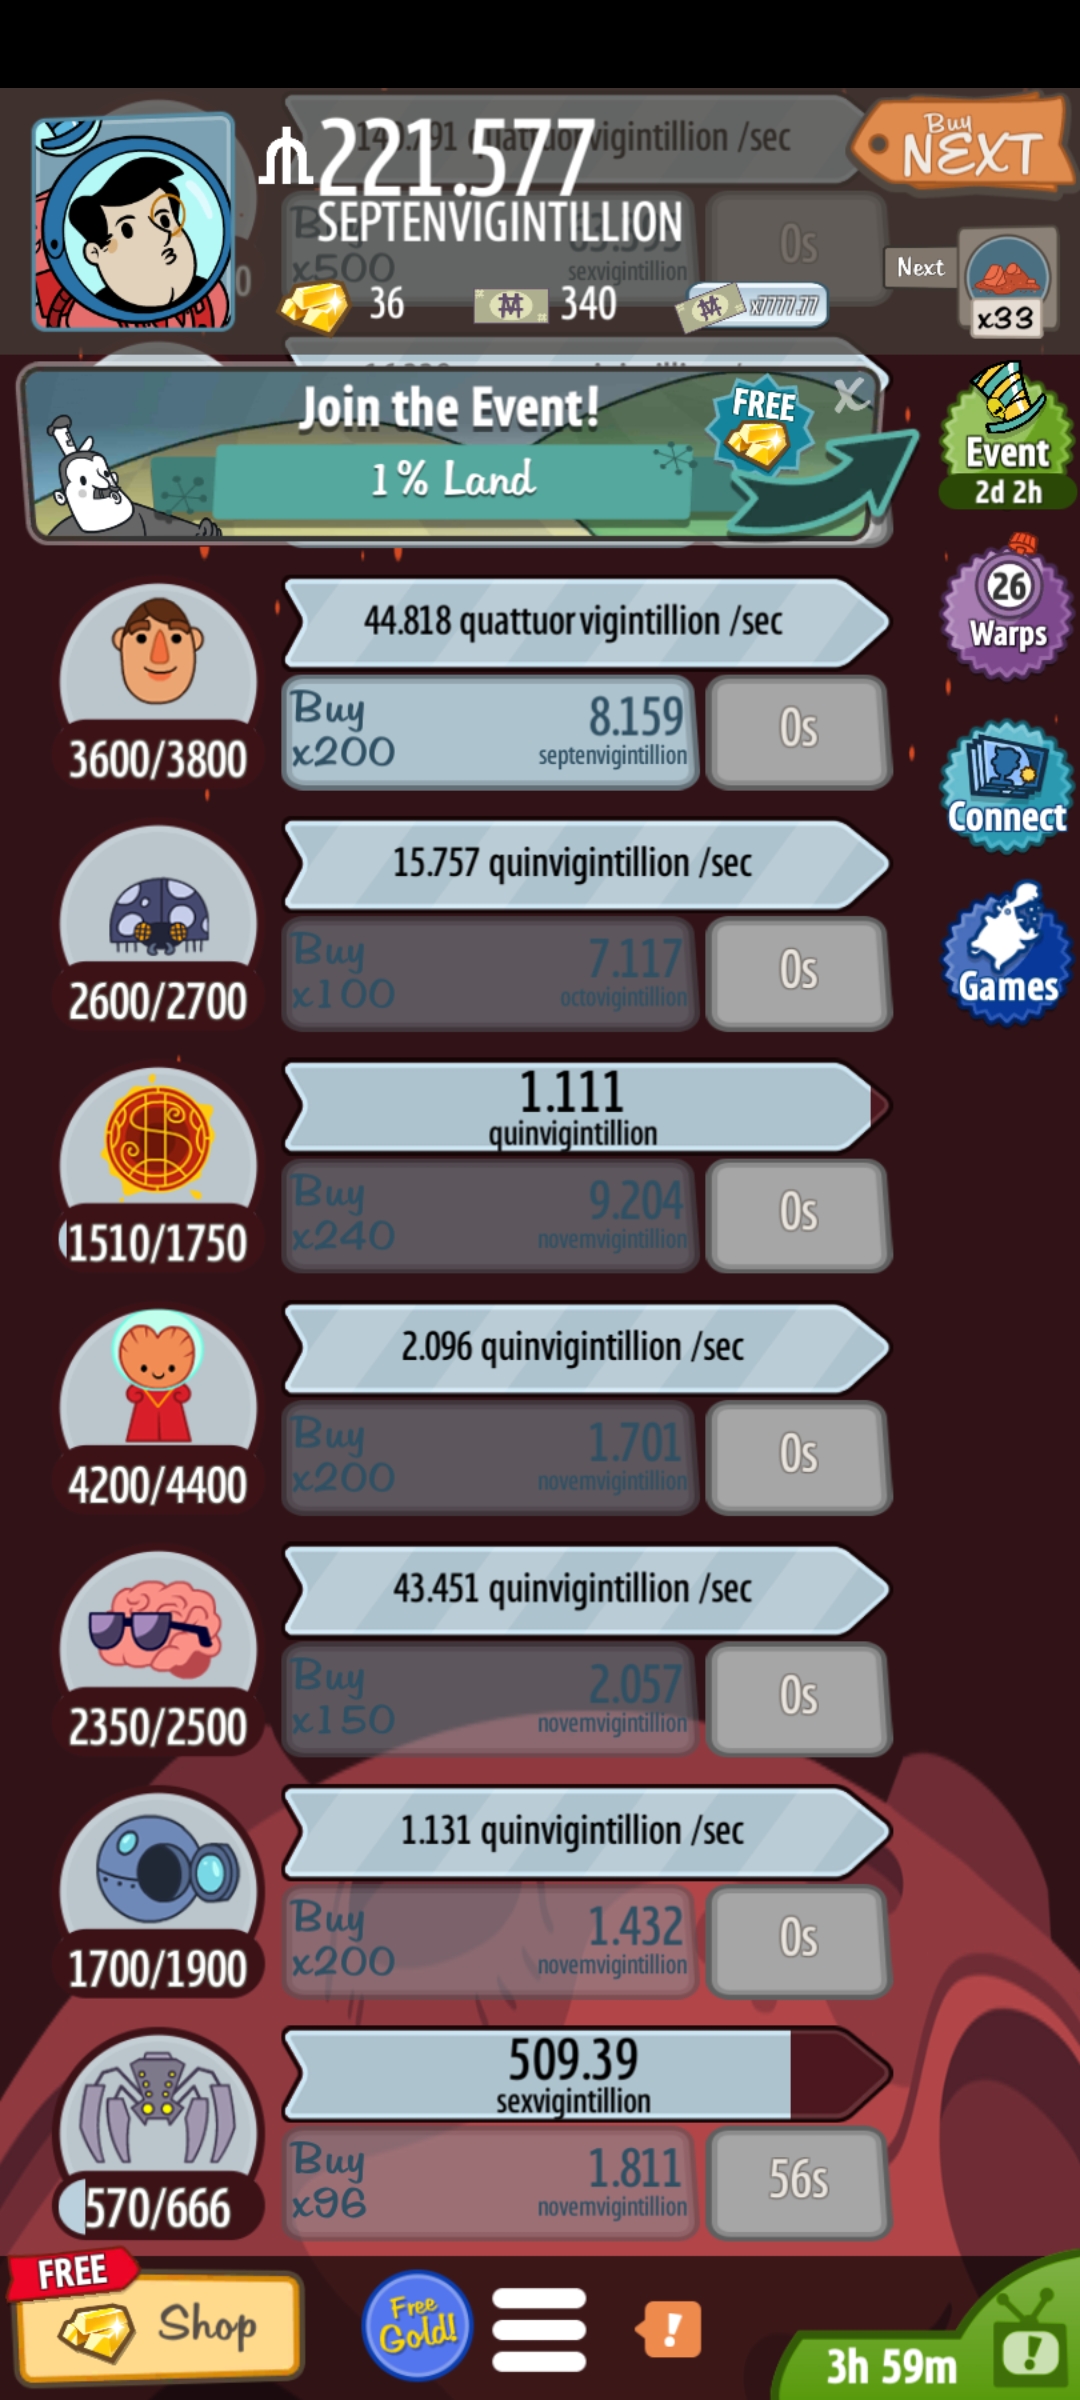 221.577
SEPTENVIGINTILLION
36
340
x7777.77
Buy
NEXT
Next
x33
vigintillion /sec
x500
sexvigintillion
0s
Join the Event!
1% Land
FREE
X
Event
2d 2h
26
Warps
Connect
Games
44.818 quattuorvigintillion /sec
Buy
x200
8.159
septenvigintillion
0s
3600/3800
15.757 quinvigintillion /sec
Buy
x100
7.117
octovigintillion
0s
2600/2700
1.111
quinvigintillion
Buy
x240
9.204
novemvigintillion
0s
1510/1750
2.096 quinvigintillion /sec
Buy
x200
1.701
novemvigintillion
0s
4200/4400
43.451 quinvigintillion /sec
Buy
x150
2.057
novemvigintillion
0s
2350/2500
1.131 quinvigintillion /sec
Buy
x200
1.432
novemvigintillion
0s
1700/1900
509.39
sexvigintillion
Buy
x96
1.811
novemvigintillion
56s
570/666
FREE
Shop
Free
Gold!
!
3h 59m
!